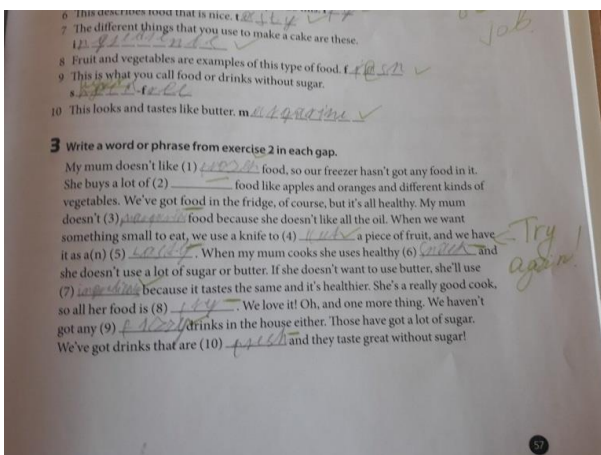 6 This describes food that is nice. t
job.
7 The different things that you use to make a cake are these.
i
8 Fruit and vegetables are examples of this type of food. fresh
9 This is what you call food or drinks without sugar.
s -free
10 This looks and tastes like butter. m
3 Write a word or phrase from exercise 2 in each gap.
My mum doesn't like (1) food, so our freezer hasn't got any food in it.
She buys a lot of (2) food like apples and oranges and different kinds of
vegetables. We've got food in the fridge, of course, but it's all healthy. My mum
doesn't (3) food because she doesn't like all the oil. When we want
something small to eat, we use a knife to (4) a piece of fruit, and we have
it as a(n) (5) . When my mum cooks she uses healthy (6) snack and
she doesn't use a lot of sugar or butter. If she doesn't want to use butter, she'll use
(7) because it tastes the same and it's healthier. She's a really good cook,
so all her food is (8) fry . We love it! Oh, and one more thing. We haven't
got any (9) drinks in the house either. Those have got a lot of sugar.
We've got drinks that are (10) fresh and they taste great without sugar!
Try
again!
57